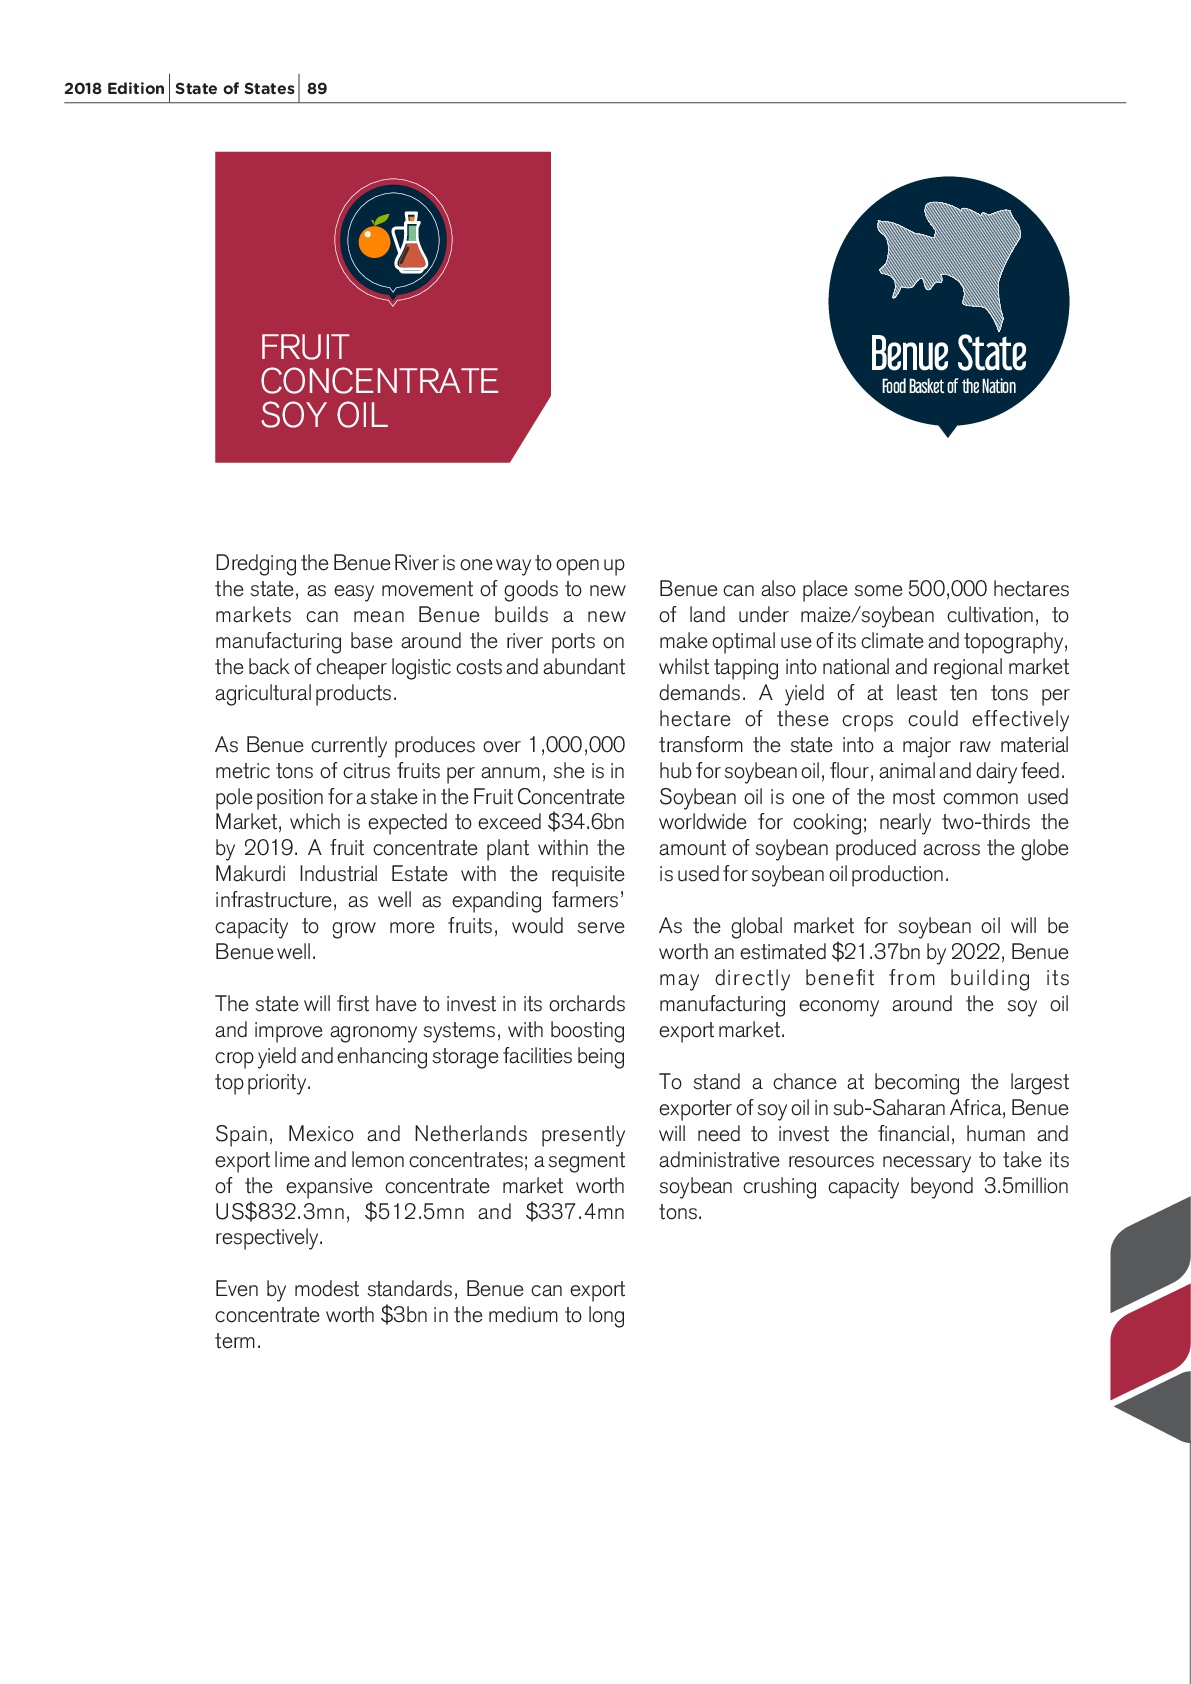 2018 Edition State of States 89
FRUIT
CONCENTRATE
SOY OIL
Benue State
Food Basket of the Nation
Dredging the Benue River is one way to open up
the state, as easy movement of goods to new
markets can mean Benue builds a new
manufacturing base around the river ports on
the back of cheaper logistic costs and abundant
agricultural products.
As Benue currently produces over 1,000,000
metric tons of citrus fruits per annum, she is in
pole position for a stake in the Fruit Concentrate
Market, which is expected to exceed $34.6bn
by 2019. A fruit concentrate plant within the
Makurdi Industrial Estate with the requisite
infrastructure, as well as expanding farmers’
capacity to grow more fruits, would serve
Benue well.
The state will first have to invest in its orchards
and improve agronomy systems, with boosting
crop yield and enhancing storage facilities being
top priority.
Spain, Mexico and Netherlands presently
export lime and lemon concentrates; a segment
of the expansive concentrate market worth
US$832.3mn, $512.5mn and $337.4mn
respectively.
Even by modest standards, Benue can export
concentrate worth $3bn in the medium to long
term.
Benue can also place some 500,000 hectares
of land under maize/soybean cultivation, to
make optimal use of its climate and topography,
whilst tapping into national and regional market
demands. A yield of at least ten tons per
hectare of these crops could effectively
transform the state into a major raw material
hub for soybean oil, flour, animal and dairy feed.
Soybean oil is one of the most common used
worldwide for cooking; nearly two-thirds the
amount of soybean produced across the globe
is used for soybean oil production.
As the global market for soybean oil will be
worth an estimated $21.37bn by 2022, Benue
may directly benefit from building its
manufacturing economy around the soy oil
export market.
To stand a chance at becoming the largest
exporter of soy oil in sub-Saharan Africa, Benue
will need to invest the financial, human and
administrative resources necessary to take its
soybean crushing capacity beyond 3.5million
tons.